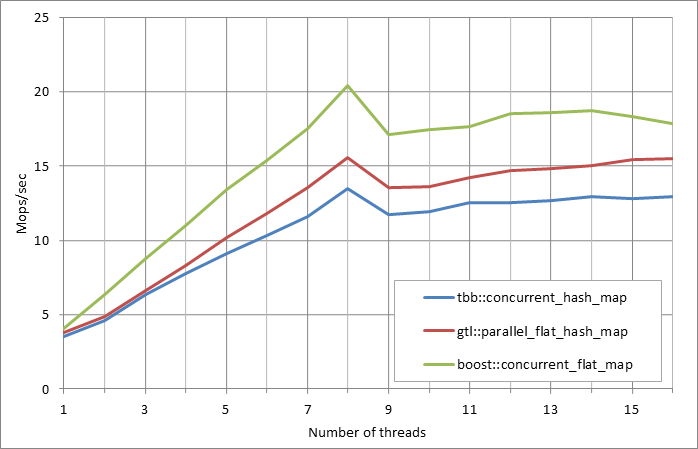 25
20
15
10
5
0
Mops/sec
tbb::concurrent_hash_map
gtl::parallel_flat_hash_map
boost::concurrent_flat_map
1 3 5 7 9 11 13 15
Number of threads